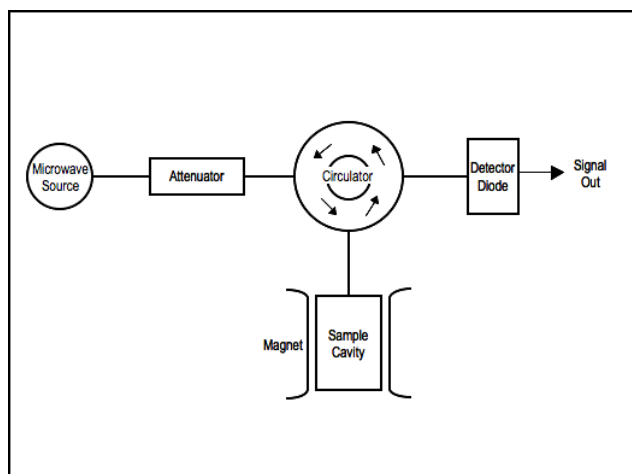 Microwave
Source
Attenuator
Circulator
Detector
Diode
Signal
Out
Magnet
Sample
Cavity